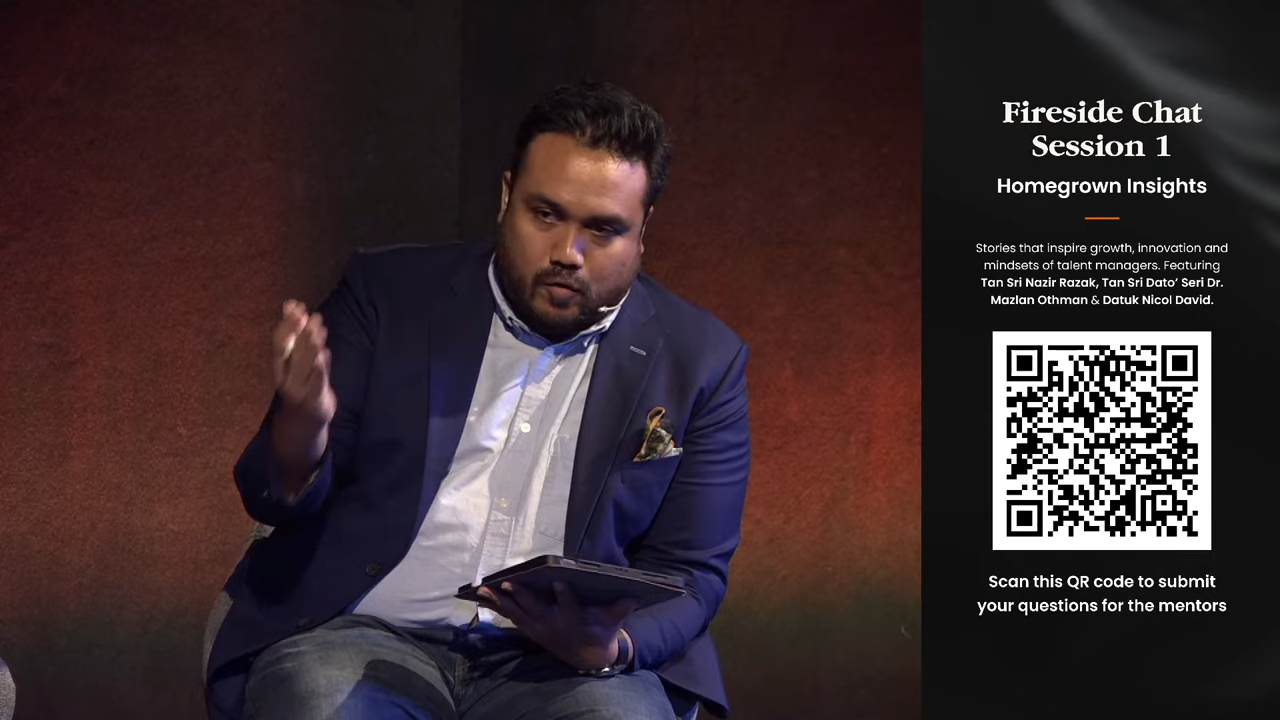 Fireside Chat
Session 1
Homegrown Insights
Stories that inspire growth, innovation and
mindsets of talent managers. Featuring
Tan Sri Nazir Razak, Tan Sri Dato’ Seri Dr.
Mazlan Othman & Datuk Nicol David.
Scan this QR code to submit
your questions for the mentors